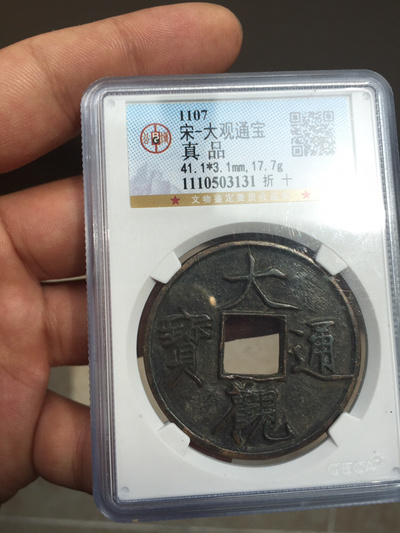 1107
宋-大观通宝
真 品
41.1*3.1mm,17.7g
1110503131 折 十
大
寶 通
觀